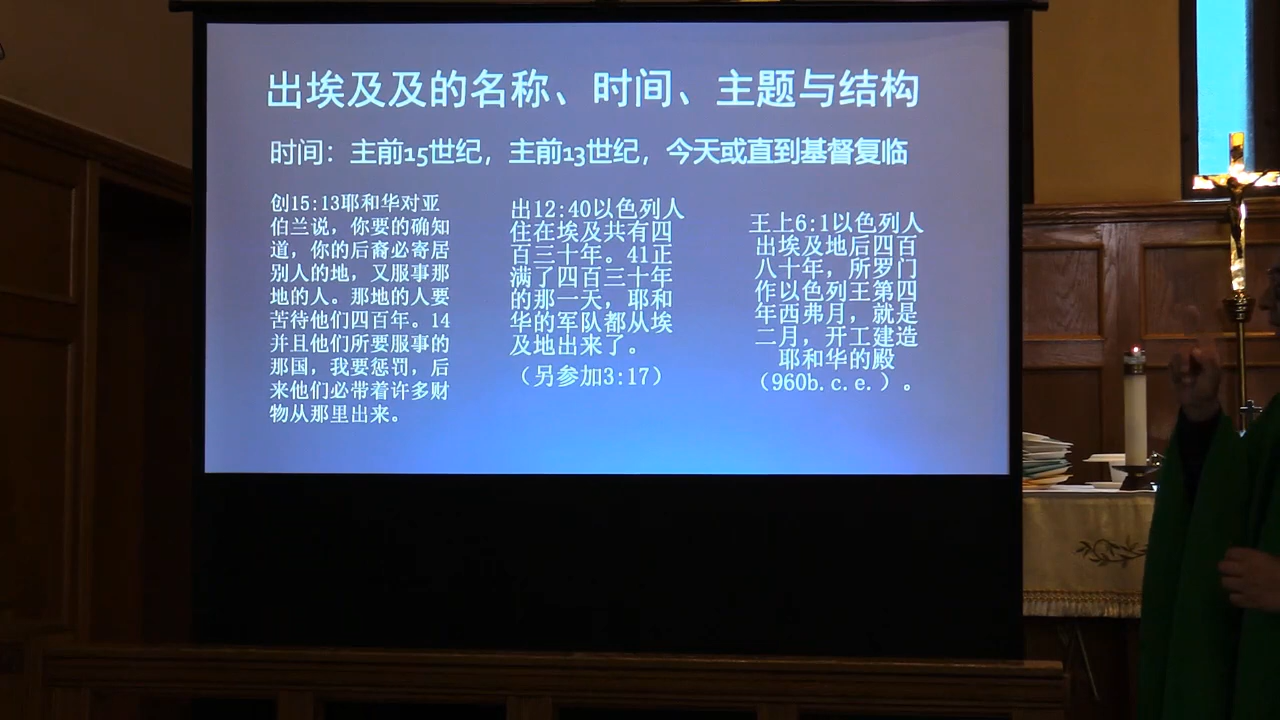 出埃及及的名称、时间、主题与结构
时间：主前15世纪，主前13世纪，今天或直到基督复临
创15:13耶和华对亚
伯兰说，你要的确知
道，你的后裔必寄居
别人的地，又服事那
地的人。那地的人要
苦待他们四百年。14
并且他们所要服事的
那国，我要惩罚，后
来他们必带着许多财
物从那里出来。
出12:40以色列人
住在埃及共有四
百三十年。41正
满了四百三十年
的那一天，耶和
华的军队都从埃
及地出来了。
（另参加3:17）
王上6:1以色列人
出埃及地后四百
八十年，所罗门
作以色列王第四
年西弗月，就是
二月，开工建造
耶和华的殿
（960b.c.e.）。